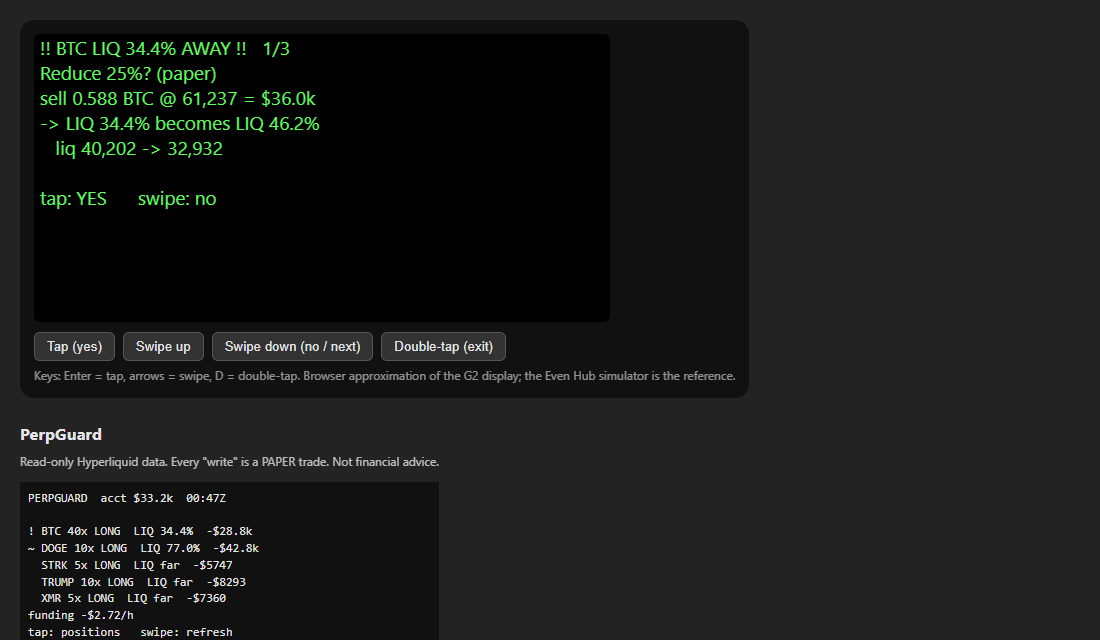 !! BTC LIQ 34.4% AWAY !!   1/3
Reduce 25%? (paper)
sell 0.588 BTC @ 61,237 = $36.0k
-> LIQ 34.4% becomes LIQ 46.2%
   liq 40,202 -> 32,932
tap: YES      swipe: no
Tap (yes)   Swipe up   Swipe down (no / next)   Double-tap (exit)
Keys: Enter = tap, arrows = swipe, D = double-tap. Browser approximation of the G2 display; the Even Hub simulator is the reference.
PerpGuard
Read-only Hyperliquid data. Every "write" is a PAPER trade. Not financial advice.
PERPGUARD  acct $33.2k  00:47Z
! BTC 40x LONG  LIQ 34.4%  -$28.8k
~ DOGE 10x LONG  LIQ 77.0%  -$42.8k
  STRK 5x LONG  LIQ far  -$5747
  TRUMP 10x LONG  LIQ far  -$8293
  XMR 5x LONG  LIQ far  -$7360
funding -$2.72/h
tap: positions   swipe: refresh